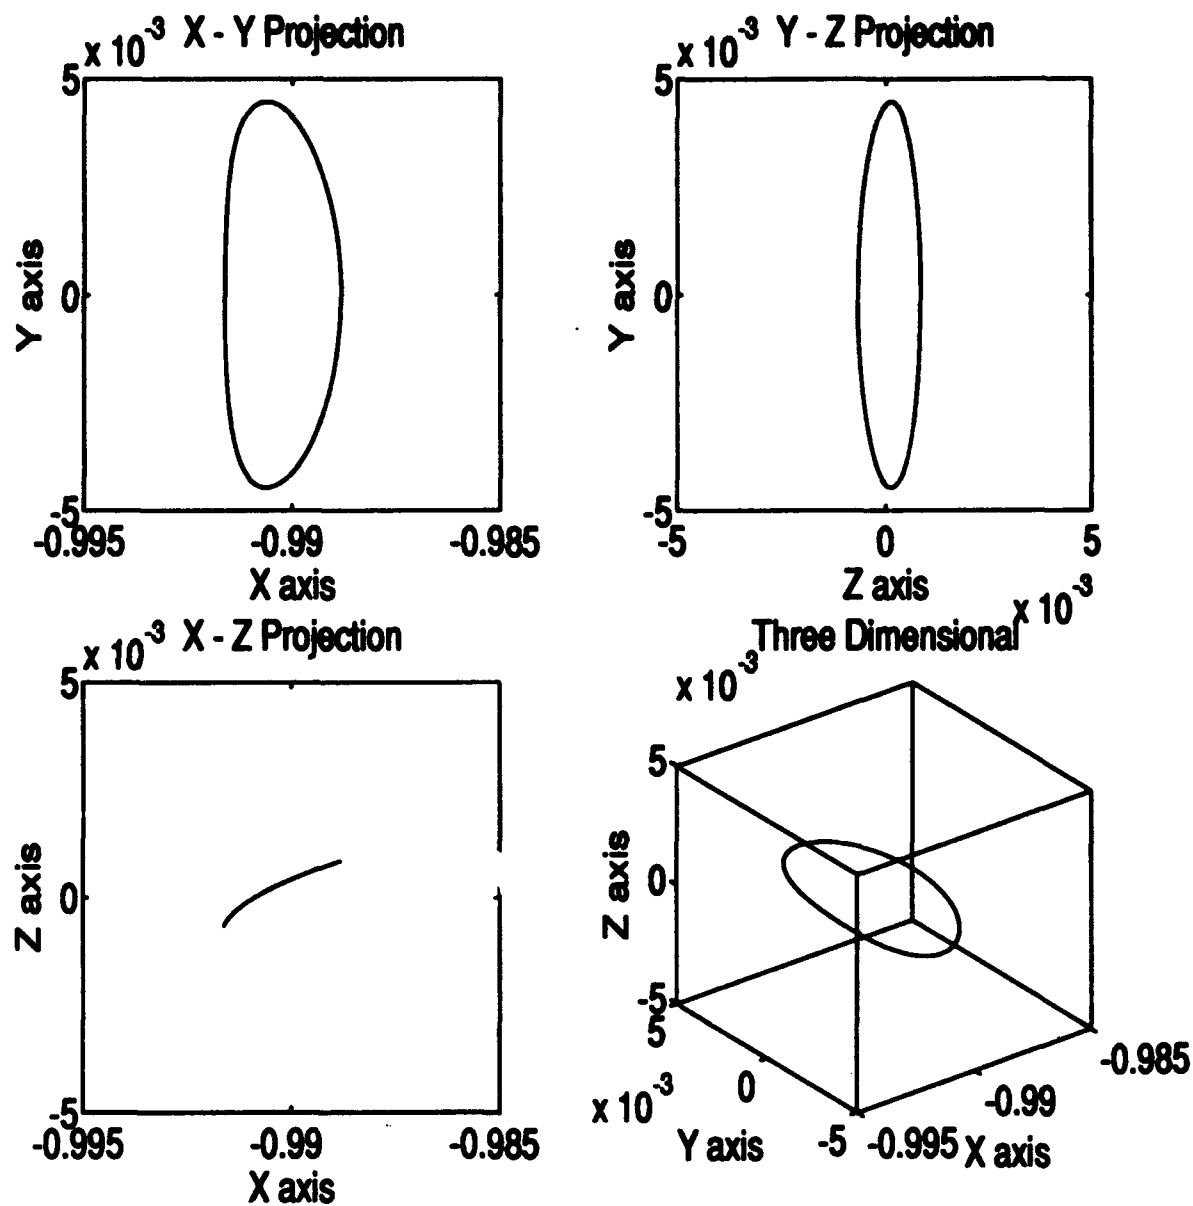 x 10^-3 X - Y Projection
5
Y axis
0
-5
-0.995 -0.99 -0.985
X axis
x 10^-3 Y - Z Projection
5
Y axis
0
-5
-5 0 5
Z axis
x 10^-3
x 10^-3 X - Z Projection
5
Z axis
0
-5
-0.995 -0.99 -0.985
X axis
Three Dimensional
x 10^-3
5
Z axis
0
-5
5
x 10^-3
0
-5
Y axis
-0.995
-0.99
-0.985
X axis